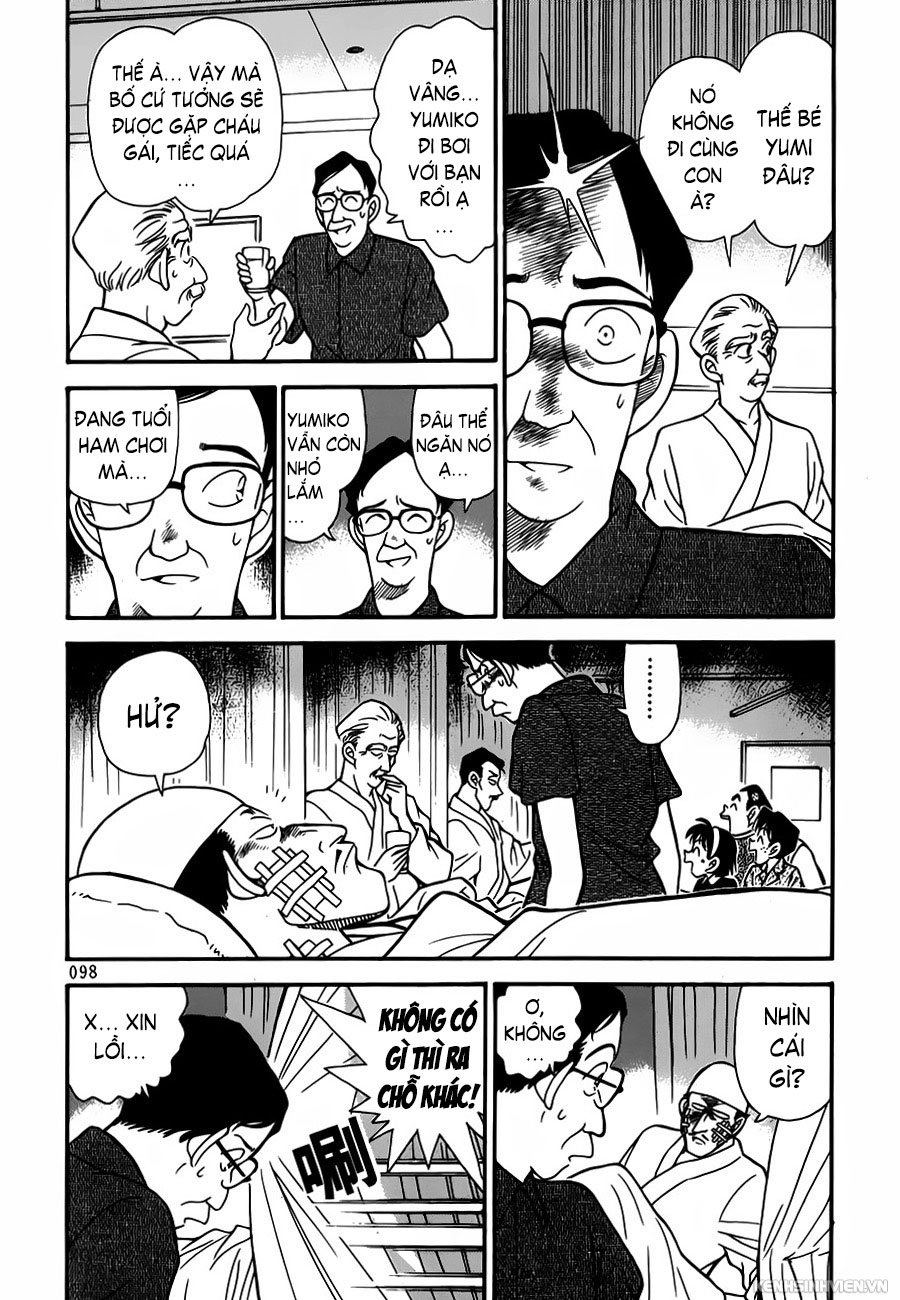 THẾ BÉ
YUMI
ĐÂU?
NÓ
KHÔNG
ĐI CÙNG
CON
À?
DẠ
VÂNG...
YUMIKO
ĐI BƠI
VỚI BẠN
RỒI Ạ
...
THẾ À... VẬY MÀ
BỐ CỨ TƯỞNG SẼ
ĐƯỢC GẶP CHÁU
GÁI, TIẾC QUÁ
...
ĐÂU THỂ
NGĂN NÓ
Ạ...
YUMIKO
VẪN CÒN
NHỎ
LẮM
...
ĐANG TUỔI
HAM CHƠI
MÀ...
.........
HỬ?
098
NHÌN
CÁI
GÌ?
Ơ,
KHÔNG
...
KHÔNG CÓ
GÌ THÌ RA
CHỖ KHÁC!
唰
X... XIN
LỖI...
KENHSINHVIEN.VN